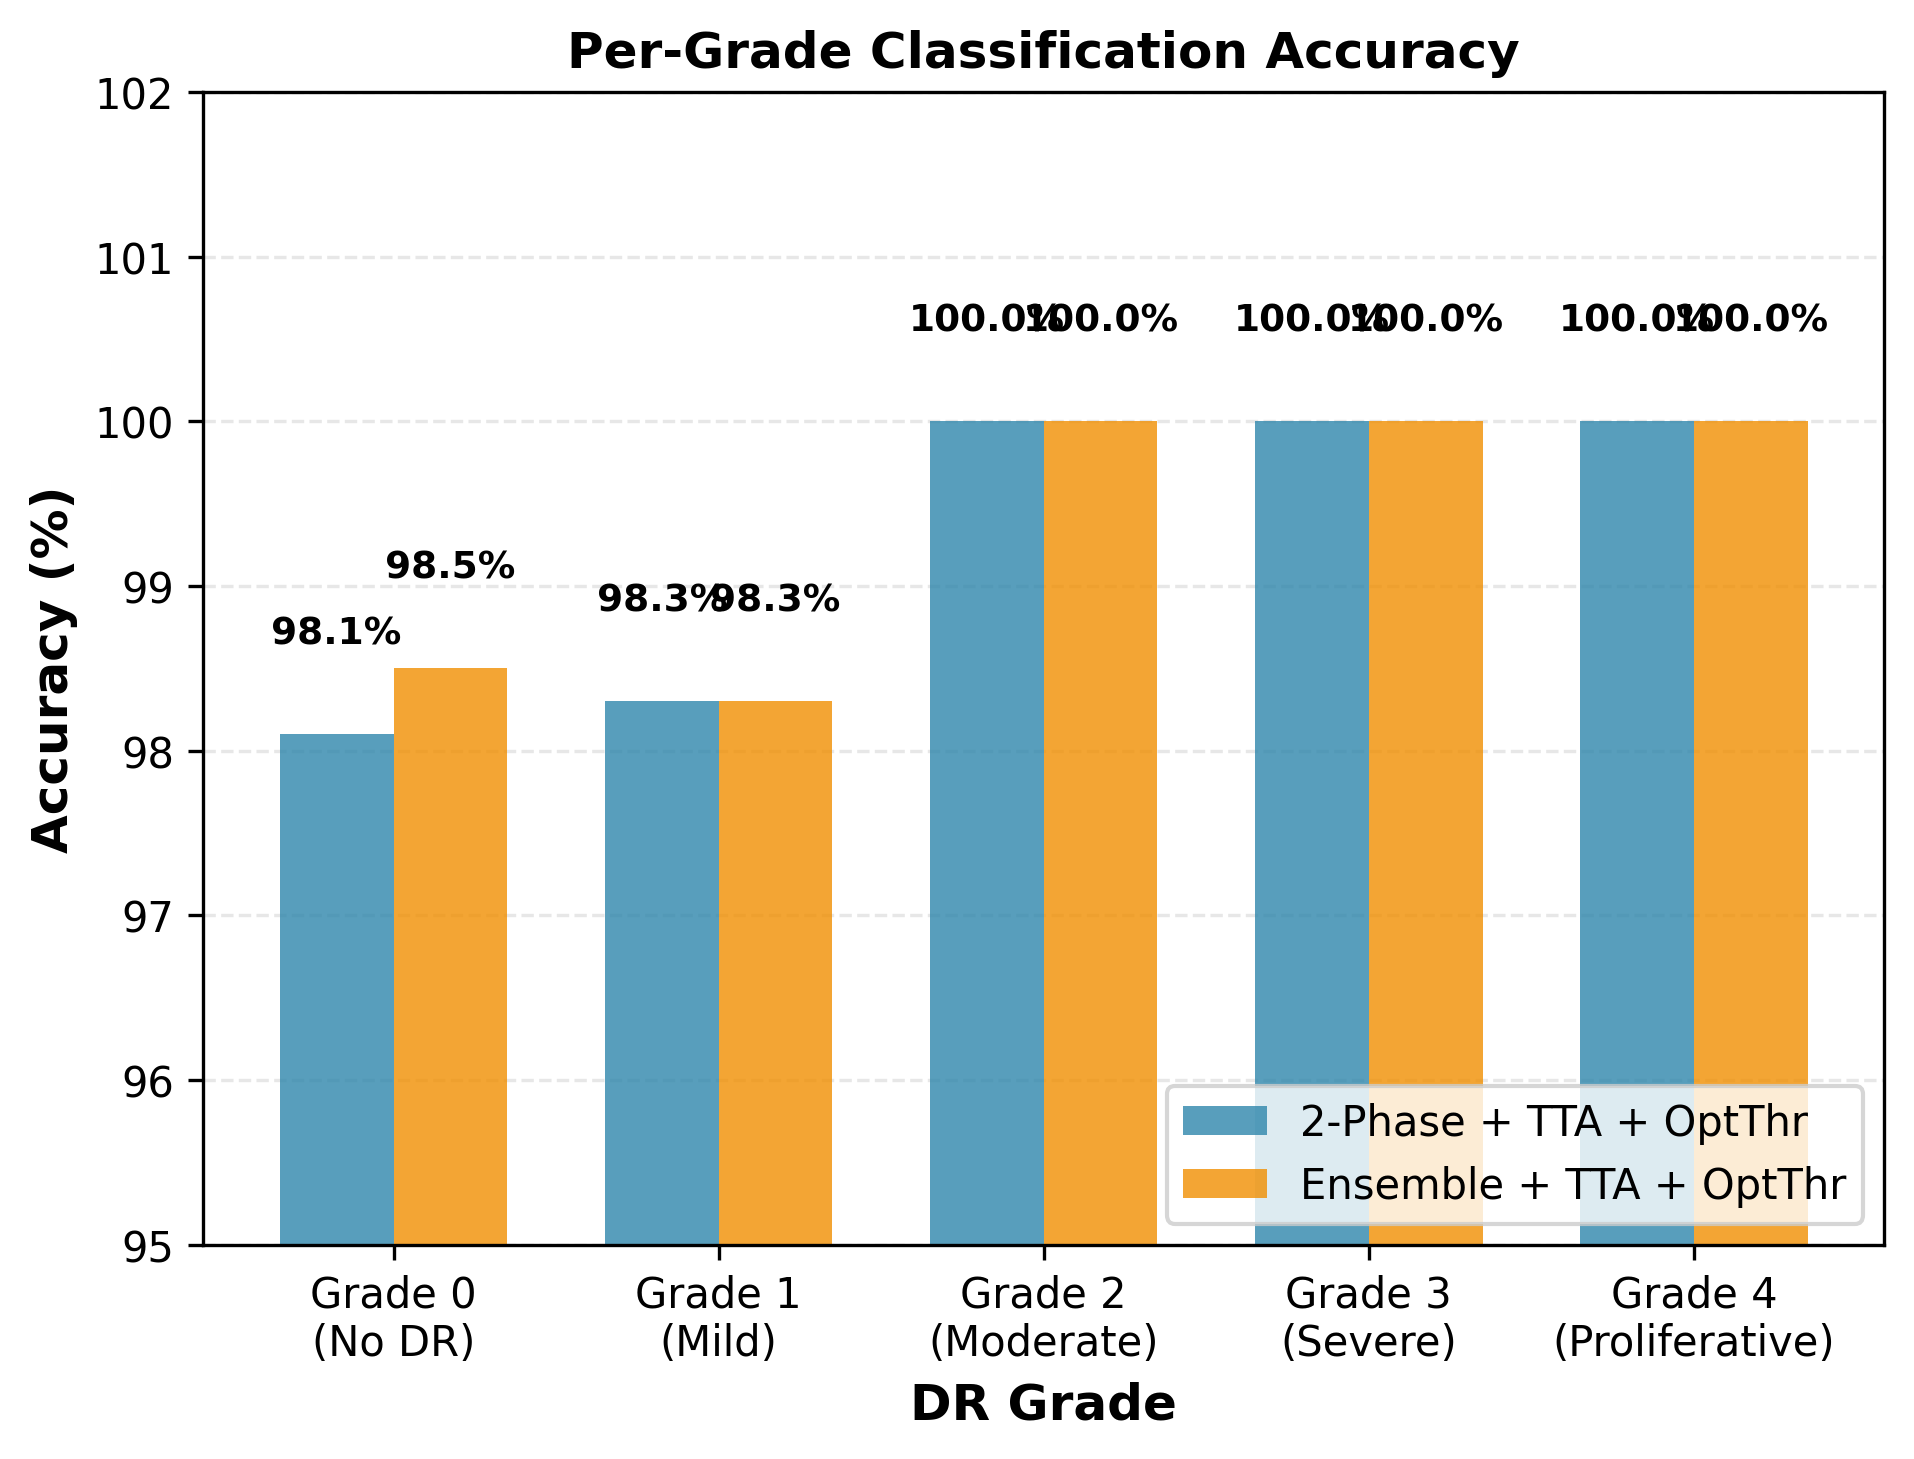 Per-Grade Classification Accuracy
102
101
100
99
98
97
96
95
Accuracy (%)
98.1%
98.5%
98.3%
98.3%
100.0%
100.0%
100.0%
100.0%
100.0%
100.0%
2-Phase + TTA + OptThr
Ensemble + TTA + OptThr
Grade 0
(No DR)
Grade 1
(Mild)
Grade 2
(Moderate)
Grade 3
(Severe)
Grade 4
(Proliferative)
DR Grade